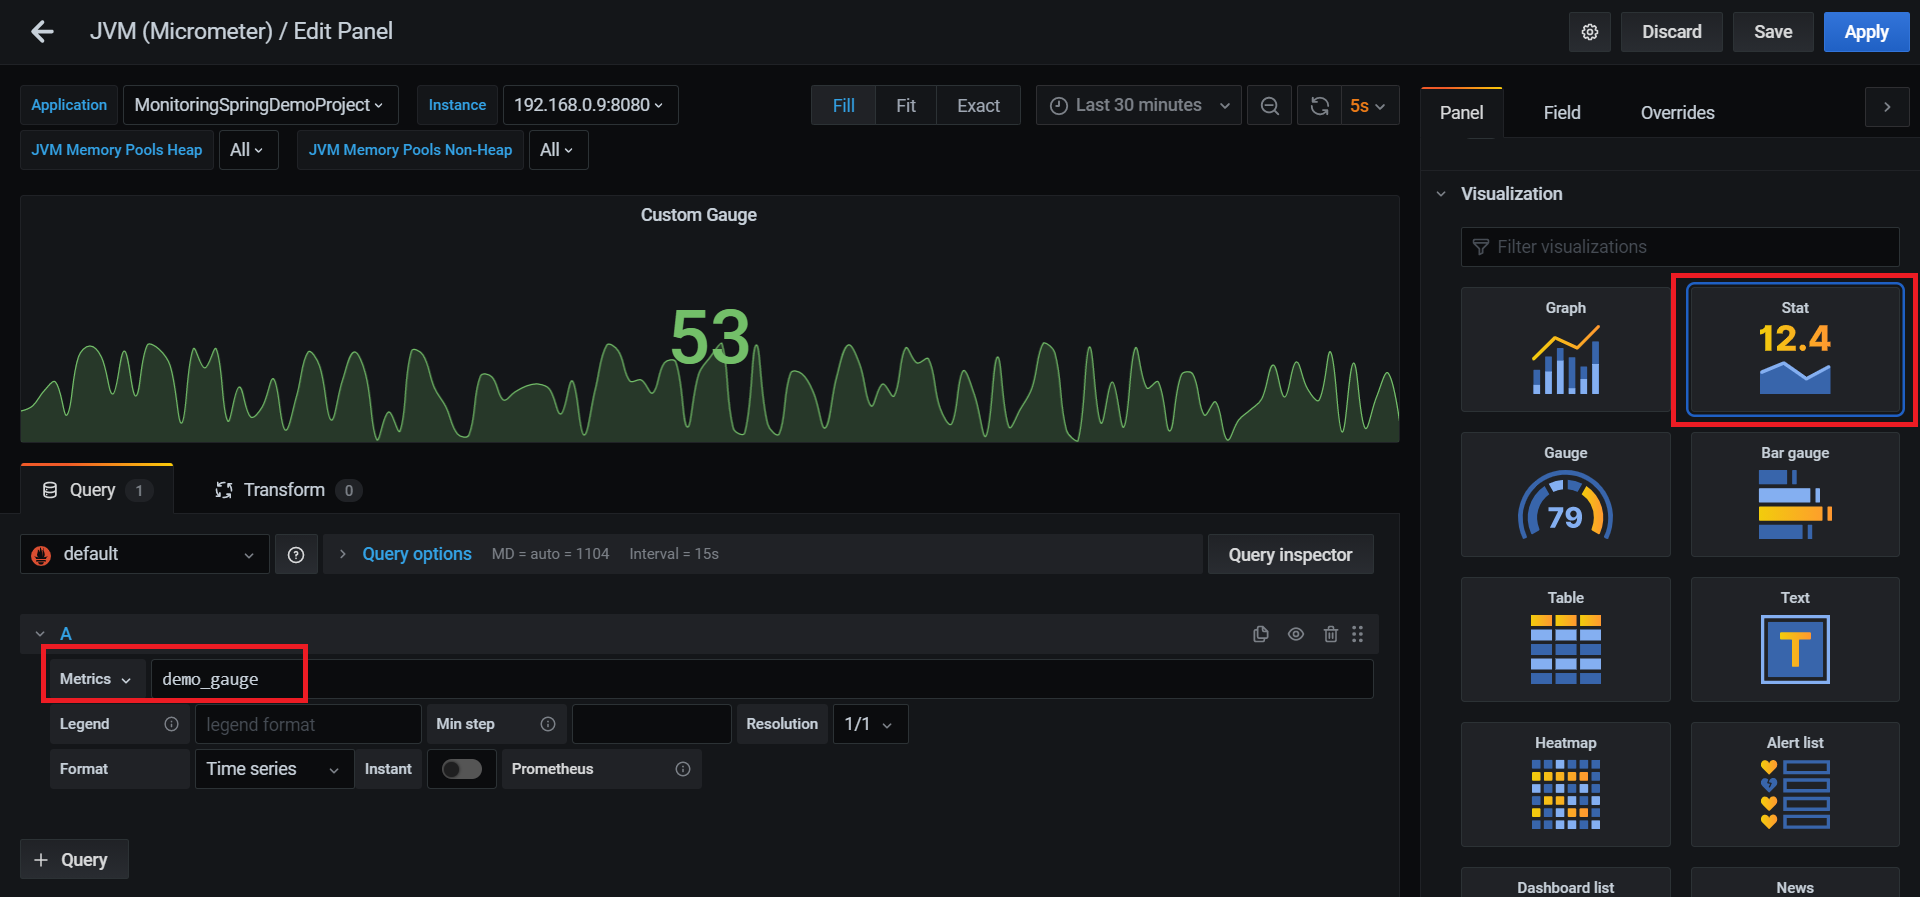 JVM (Micrometer) / Edit Panel
Discard
Save
Apply
Application
MonitoringSpringDemoProject
Instance
192.168.0.9:8080
Fill
Fit
Exact
Last 30 minutes
5s
JVM Memory Pools Heap
All
JVM Memory Pools Non-Heap
All
Custom Gauge
53
Query 1
Transform 0
default
Query options
MD = auto = 1104
Interval = 15s
Query inspector
A
Metrics
demo_gauge
Legend
legend format
Min step
Resolution
1/1
Format
Time series
Instant
Prometheus
+ Query
Panel
Field
Overrides
Visualization
Filter visualizations
Graph
Stat
12.4
Gauge
79
Bar gauge
Table
Text
T
Heatmap
Alert list
Dashboard list
News